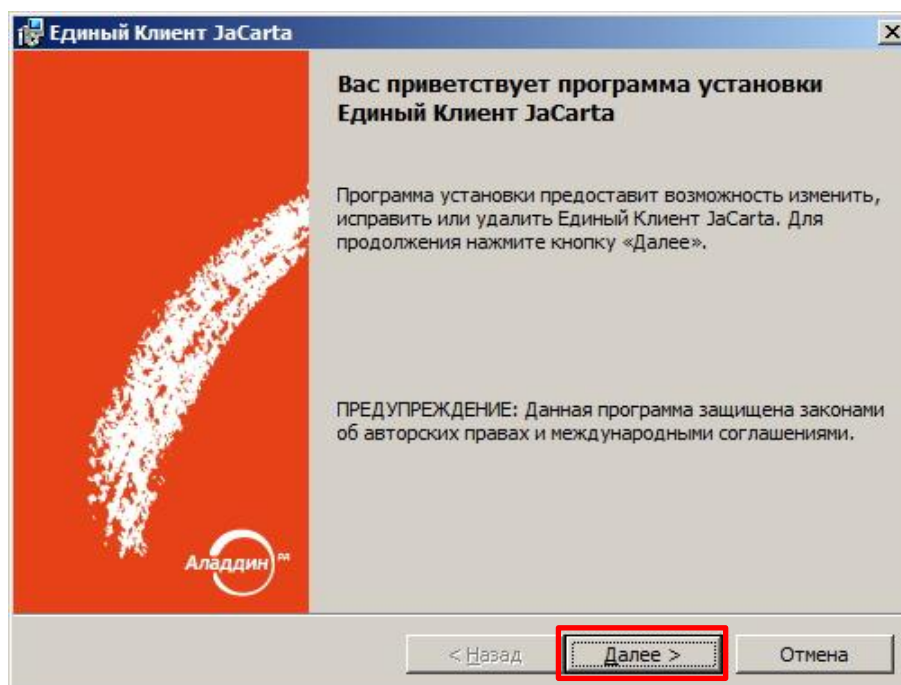 Единый Клиент JaCarta
Вас приветствует программа установки
Единый Клиент JaCarta
Программа установки предоставит возможность изменить,
исправить или удалить Единый Клиент JaCarta. Для
продолжения нажмите кнопку «Далее».
ПРЕДУПРЕЖДЕНИЕ: Данная программа защищена законами
об авторских правах и международными соглашениями.
Аладдин РД
< Назад Далее > Отмена